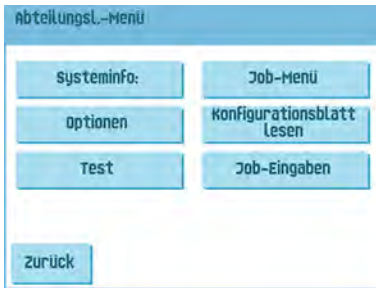 Abteilungsl.-Menü
Systeminfo:
Job-Menü
Optionen
Konfigurationsblatt
lesen
Test
Job-Eingaben
Zurück